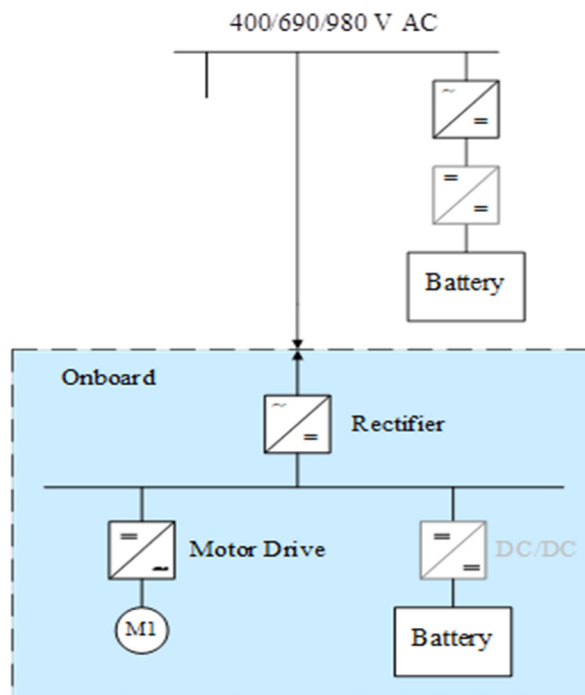 400/690/980 V AC
Battery
Onboard
Rectifier
Motor Drive
DC/DC
M1
Battery